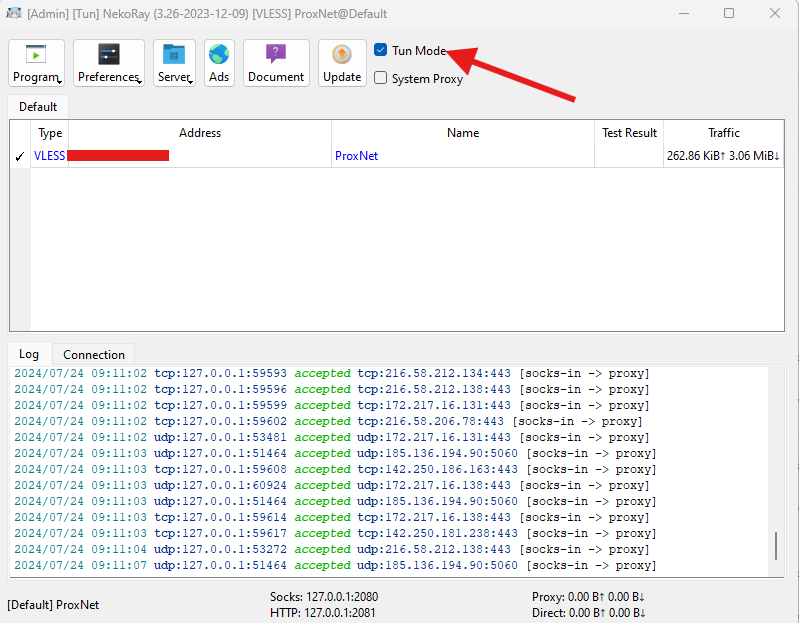 [Admin] [Tun] NekoRay (3.26-2023-12-09) [VLESS] ProxNet@Default
Program Preferences Server Ads Document Update
Tun Mode
System Proxy
Default
Type Address Name Test Result Traffic
✓ VLESS ProxNet 262.86 KiB↑ 3.06 MiB↓
Log Connection
2024/07/24 09:11:02 tcp:127.0.0.1:59593 accepted tcp:216.58.212.134:443 [socks-in -> proxy]
2024/07/24 09:11:02 tcp:127.0.0.1:59596 accepted tcp:216.58.212.138:443 [socks-in -> proxy]
2024/07/24 09:11:02 tcp:127.0.0.1:59599 accepted tcp:172.217.16.131:443 [socks-in -> proxy]
2024/07/24 09:11:02 tcp:127.0.0.1:59602 accepted tcp:216.58.206.78:443 [socks-in -> proxy]
2024/07/24 09:11:02 udp:127.0.0.1:53481 accepted udp:172.217.16.131:443 [socks-in -> proxy]
2024/07/24 09:11:03 udp:127.0.0.1:51464 accepted udp:185.136.194.90:5060 [socks-in -> proxy]
2024/07/24 09:11:03 tcp:127.0.0.1:59608 accepted tcp:142.250.186.163:443 [socks-in -> proxy]
2024/07/24 09:11:03 udp:127.0.0.1:60924 accepted udp:172.217.16.138:443 [socks-in -> proxy]
2024/07/24 09:11:03 udp:127.0.0.1:51464 accepted udp:185.136.194.90:5060 [socks-in -> proxy]
2024/07/24 09:11:03 tcp:127.0.0.1:59614 accepted tcp:172.217.16.138:443 [socks-in -> proxy]
2024/07/24 09:11:03 tcp:127.0.0.1:59617 accepted tcp:142.250.181.238:443 [socks-in -> proxy]
2024/07/24 09:11:04 udp:127.0.0.1:53272 accepted udp:216.58.212.138:443 [socks-in -> proxy]
2024/07/24 09:11:07 udp:127.0.0.1:51464 accepted udp:185.136.194.90:5060 [socks-in -> proxy]
[Default] ProxNet
Socks: 127.0.0.1:2080
HTTP: 127.0.0.1:2081
Proxy: 0.00 B↑ 0.00 B↓
Direct: 0.00 B↑ 0.00 B↓